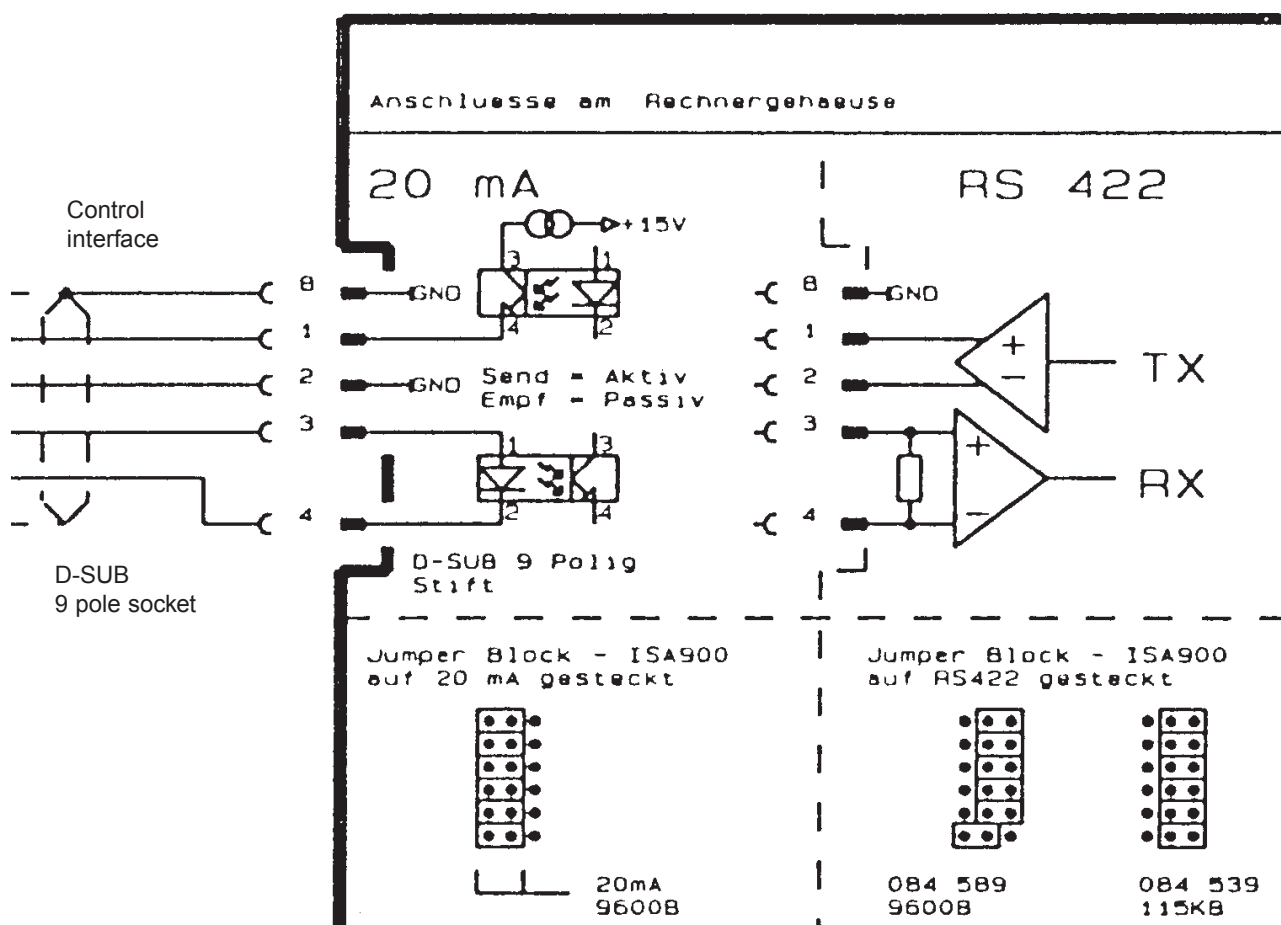 Anschluesse am Rechnergehaeuse
20 mA
RS 422
Control
interface
+15V
3
1
8
GND
4
2
1
2
GND
Send = Aktiv
Empf = Passiv
3
1
3
2
4
4
D-SUB 9 Polig
Stift
8
GND
1
+
TX
2
−
3
+
RX
4
−
D-SUB
9 pole socket
Jumper Block - ISA900
auf 20 mA gesteckt
Jumper Block - ISA900
auf RS422 gesteckt
20mA
9600B
084 589
9600B
084 539
115KB